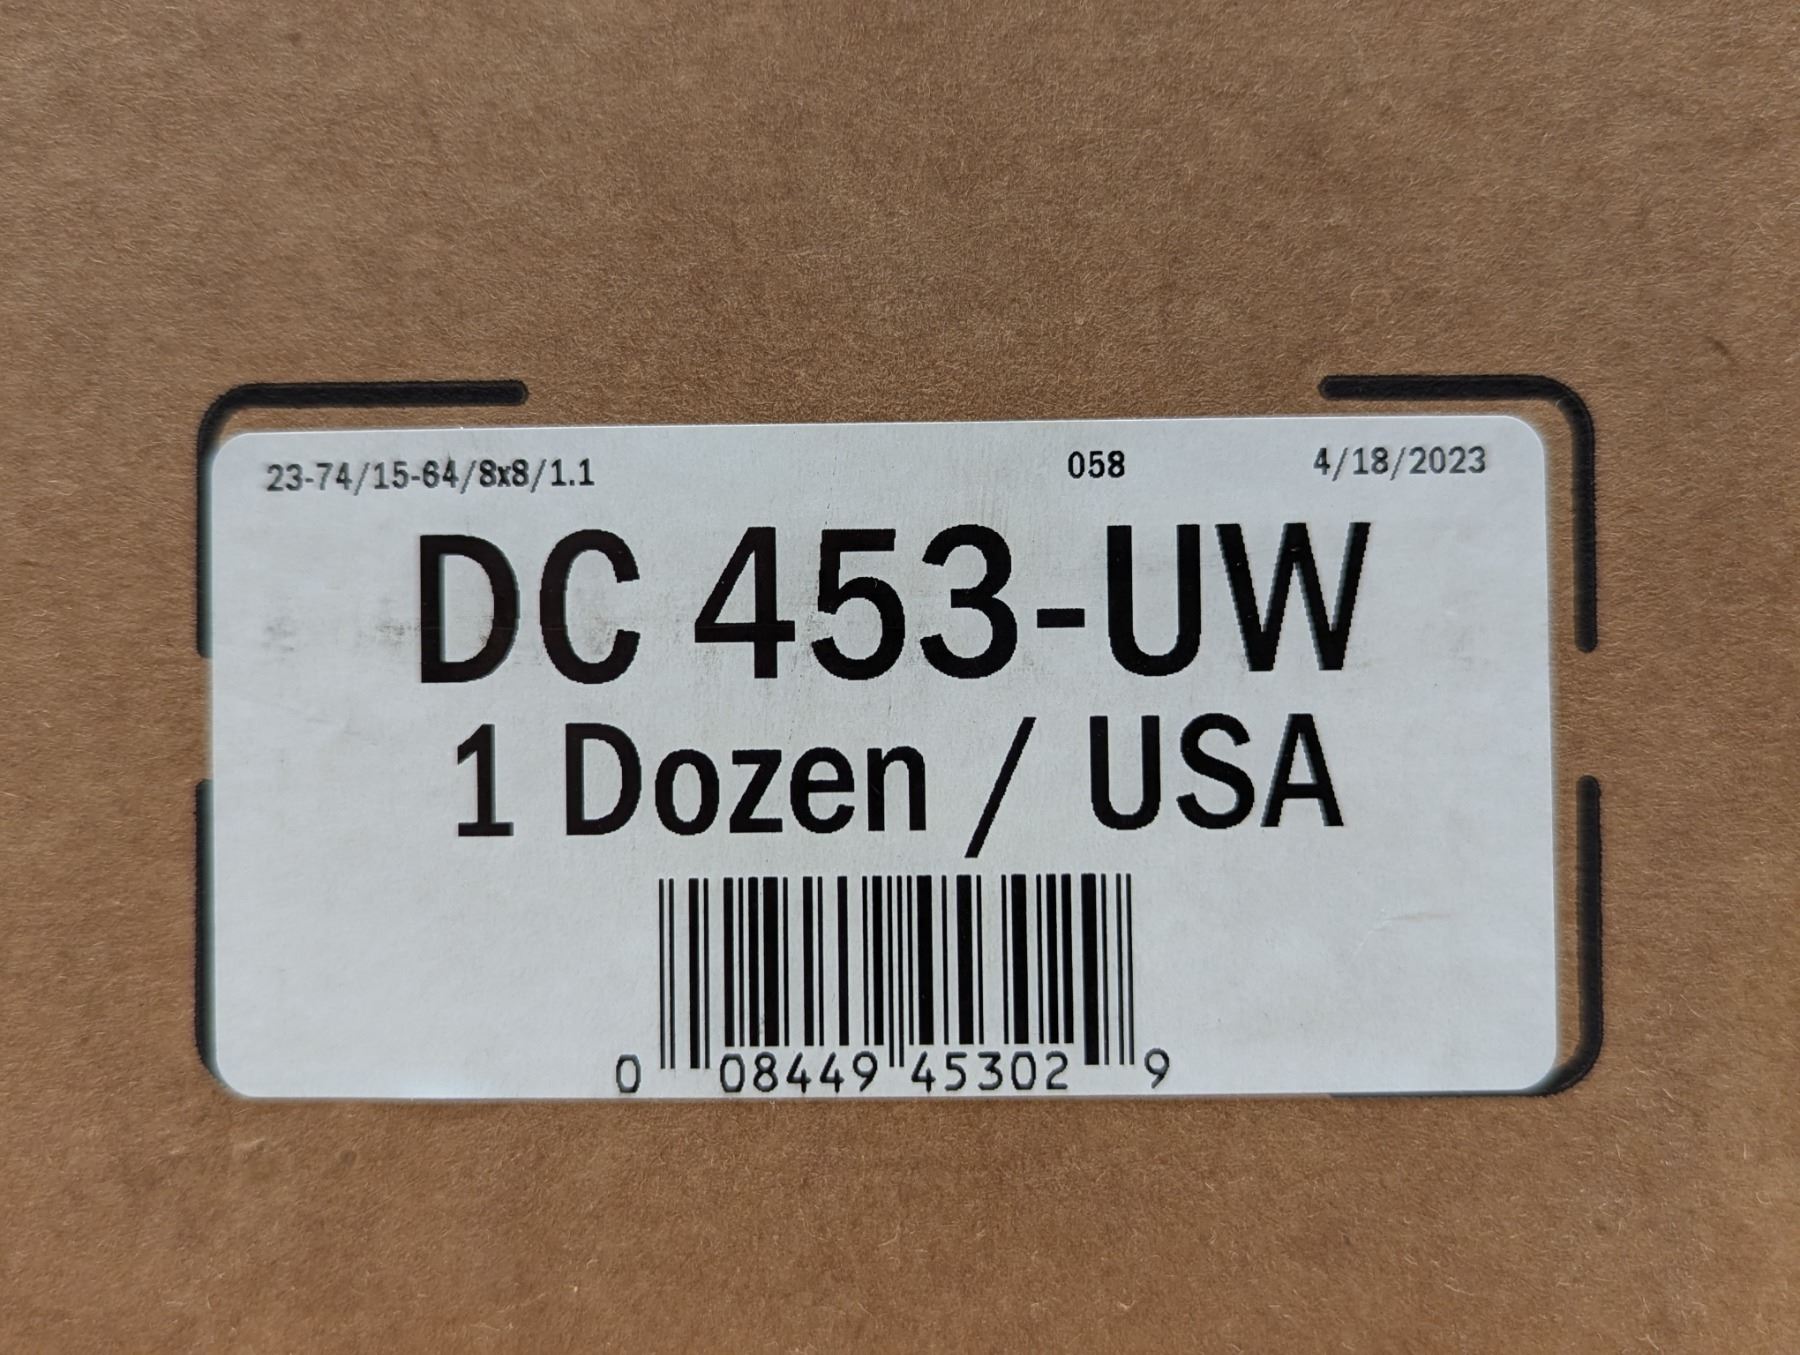 23-74/15-64/8x8/1.1 058 4/18/2023
DC 453-UW
1 Dozen / USA
0 08449 45302 9